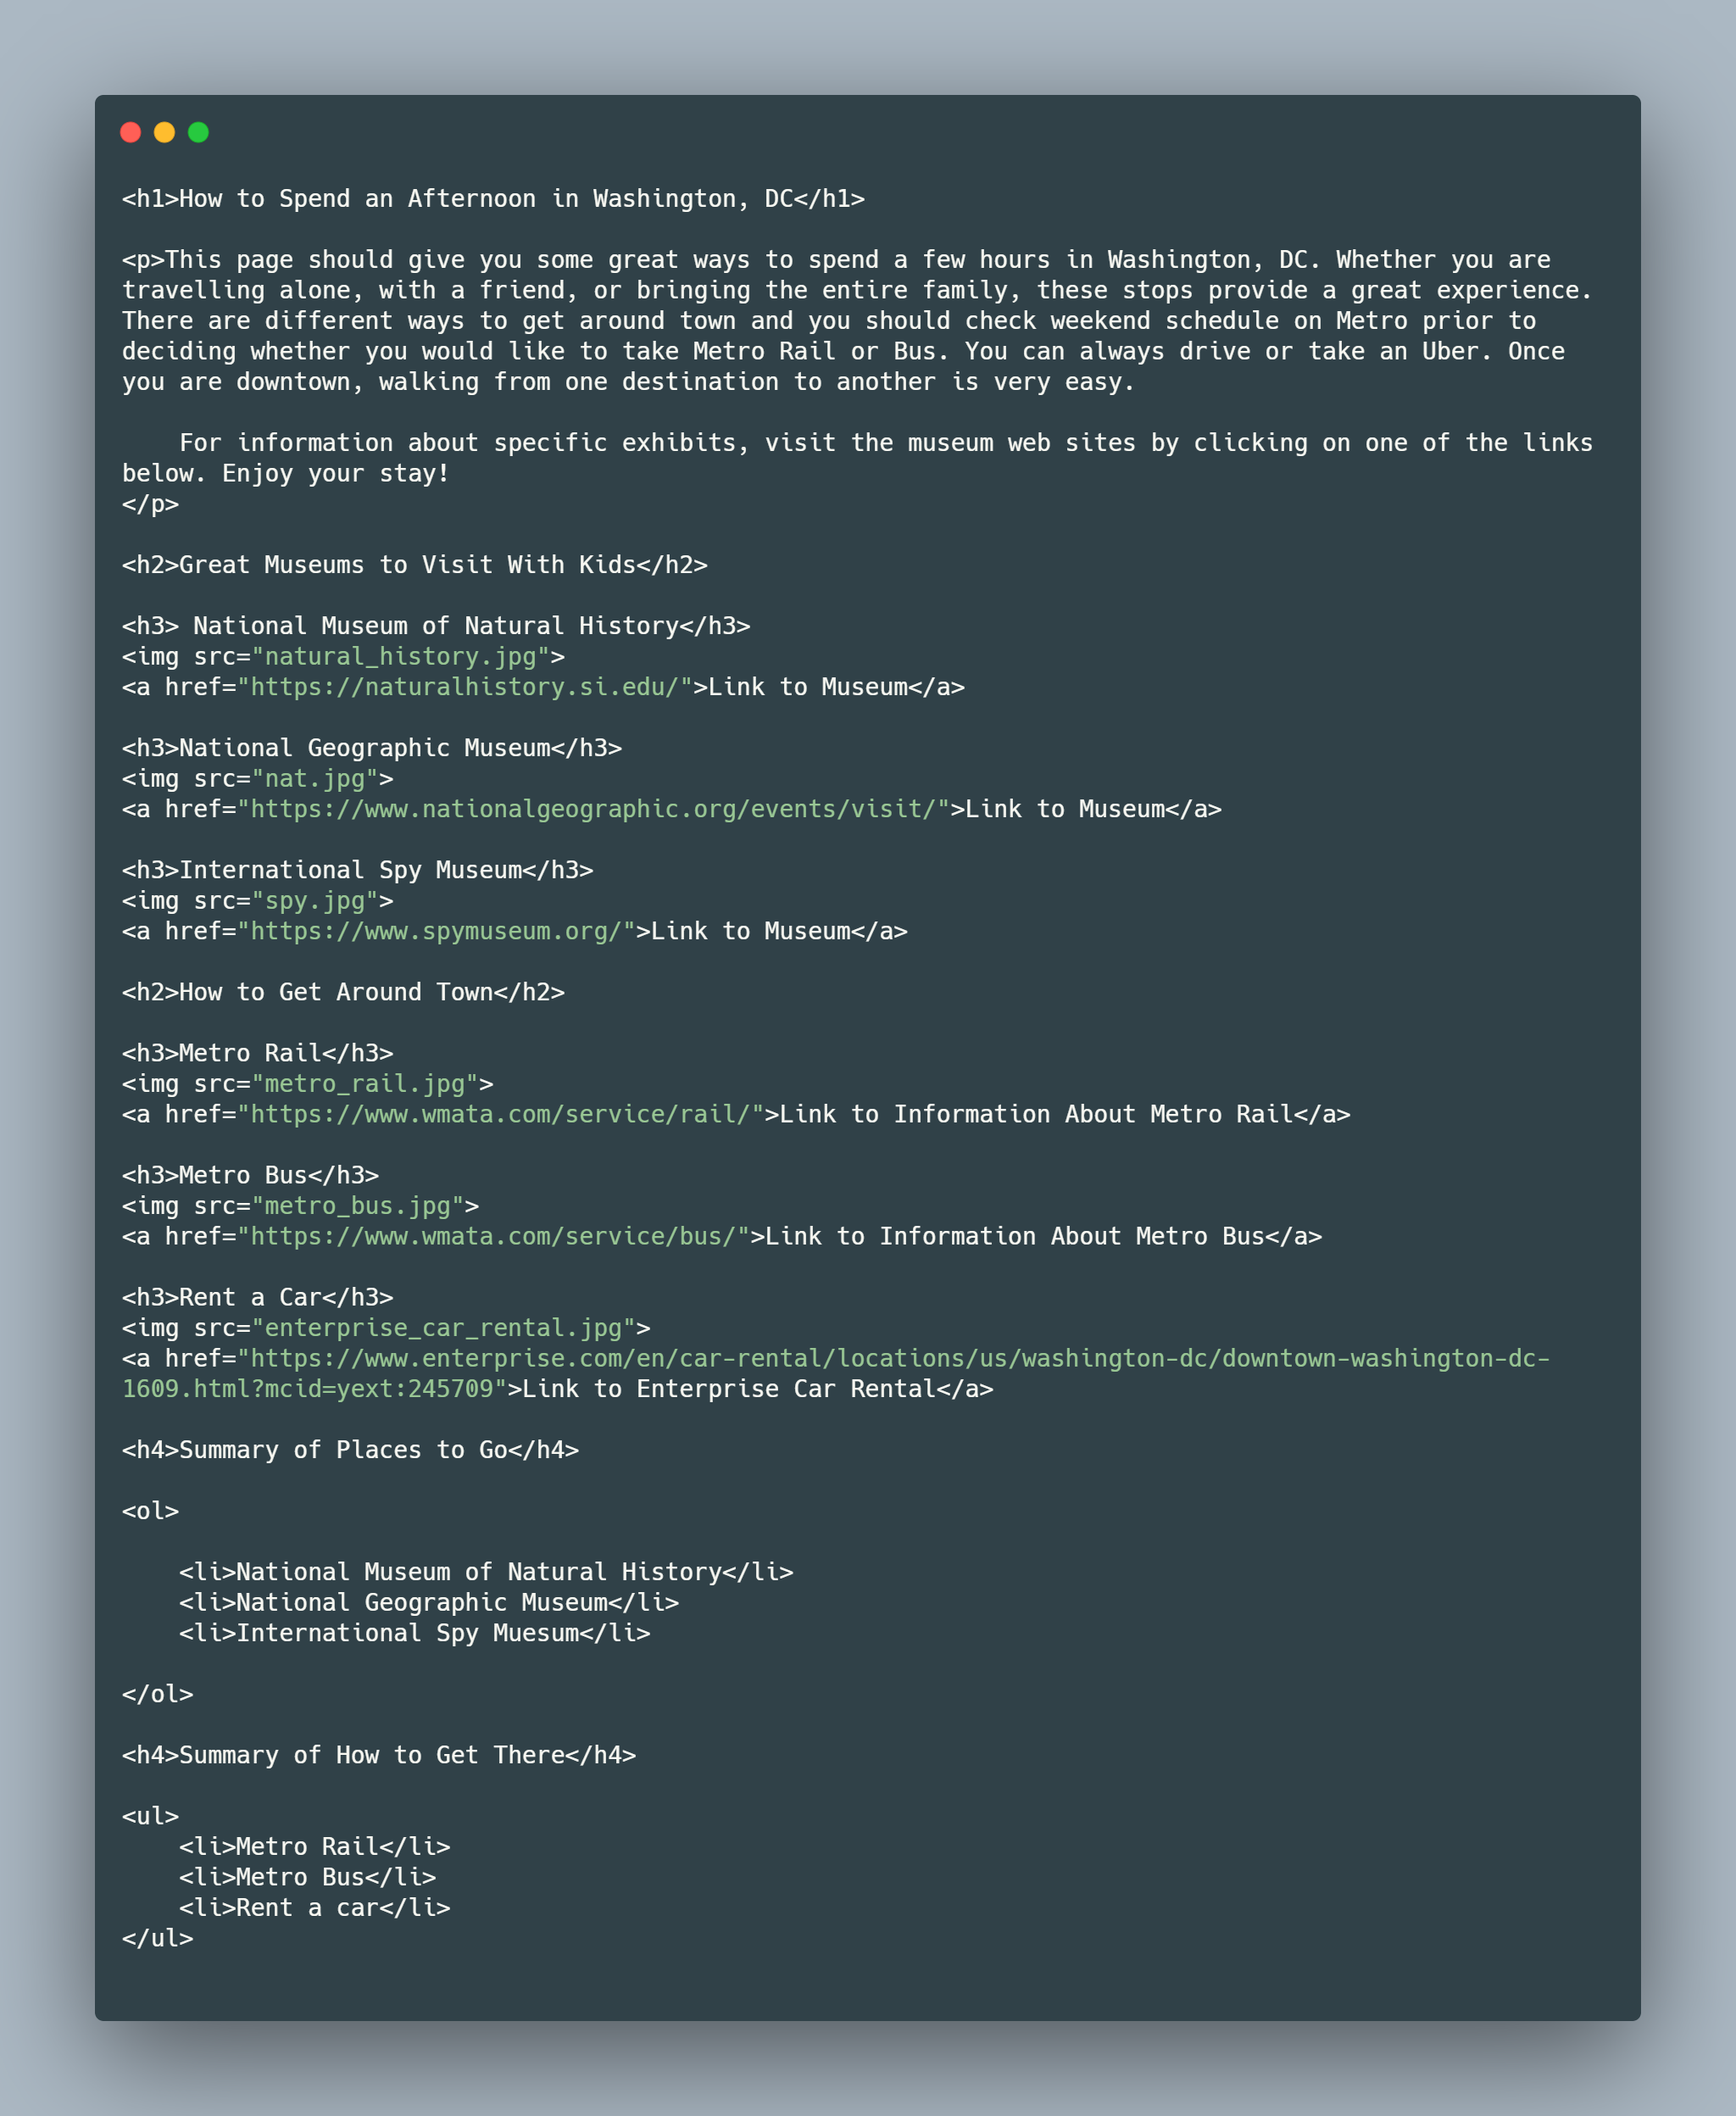 <h1>How to Spend an Afternoon in Washington, DC</h1>
<p>This page should give you some great ways to spend a few hours in Washington, DC. Whether you are
travelling alone, with a friend, or bringing the entire family, these stops provide a great experience.
There are different ways to get around town and you should check weekend schedule on Metro prior to
deciding whether you would like to take Metro Rail or Bus. You can always drive or take an Uber. Once
you are downtown, walking from one destination to another is very easy.
    For information about specific exhibits, visit the museum web sites by clicking on one of the links
below. Enjoy your stay!
</p>
<h2>Great Museums to Visit With Kids</h2>
<h3> National Museum of Natural History</h3>
<img src="natural_history.jpg">
<a href="https://naturalhistory.si.edu/">Link to Museum</a>
<h3>National Geographic Museum</h3>
<img src="nat.jpg">
<a href="https://www.nationalgeographic.org/events/visit/">Link to Museum</a>
<h3>International Spy Museum</h3>
<img src="spy.jpg">
<a href="https://www.spymuseum.org/">Link to Museum</a>
<h2>How to Get Around Town</h2>
<h3>Metro Rail</h3>
<img src="metro_rail.jpg">
<a href="https://www.wmata.com/service/rail/">Link to Information About Metro Rail</a>
<h3>Metro Bus</h3>
<img src="metro_bus.jpg">
<a href="https://www.wmata.com/service/bus/">Link to Information About Metro Bus</a>
<h3>Rent a Car</h3>
<img src="enterprise_car_rental.jpg">
<a href="https://www.enterprise.com/en/car-rental/locations/us/washington-dc/downtown-washington-dc-
1609.html?mcid=yext:245709">Link to Enterprise Car Rental</a>
<h4>Summary of Places to Go</h4>
<ol>
    <li>National Museum of Natural History</li>
    <li>National Geographic Museum</li>
    <li>International Spy Muesum</li>
</ol>
<h4>Summary of How to Get There</h4>
<ul>
    <li>Metro Rail</li>
    <li>Metro Bus</li>
    <li>Rent a car</li>
</ul>